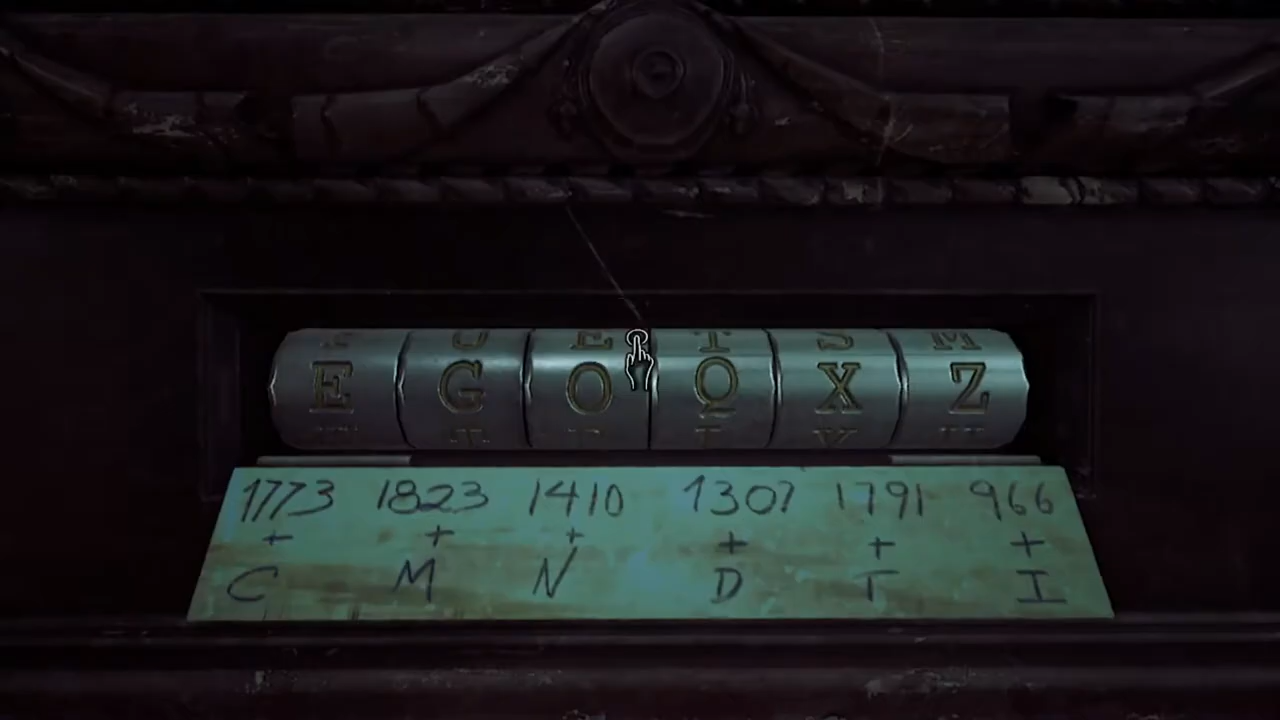 E G O Q X Z
1773 1823 1410 1307 1791 966
+ + + + + +
C M N D T I